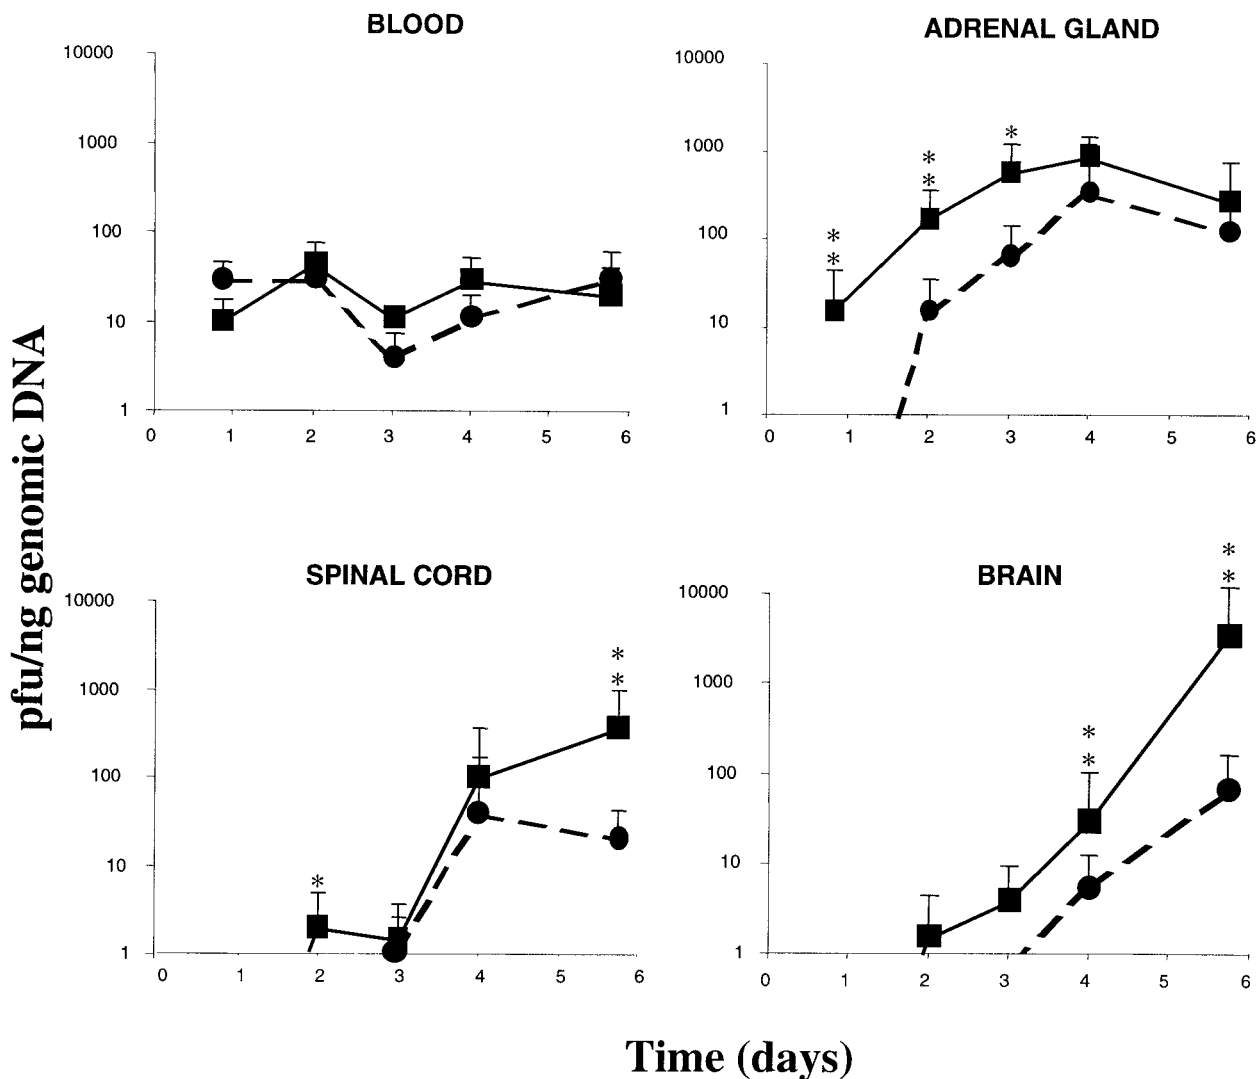 BLOOD
10000
1000
100
10
1
0 1 2 3 4 5 6
ADRENAL GLAND
10000
1000
100
10
1
0 1 2 3 4 5 6
* *
* *
*
pfu/ng genomic DNA
SPINAL CORD
10000
1000
100
10
1
0 1 2 3 4 5 6
*
* *
BRAIN
10000
1000
100
10
1
0 1 2 3 4 5 6
* *
* *
Time (days)